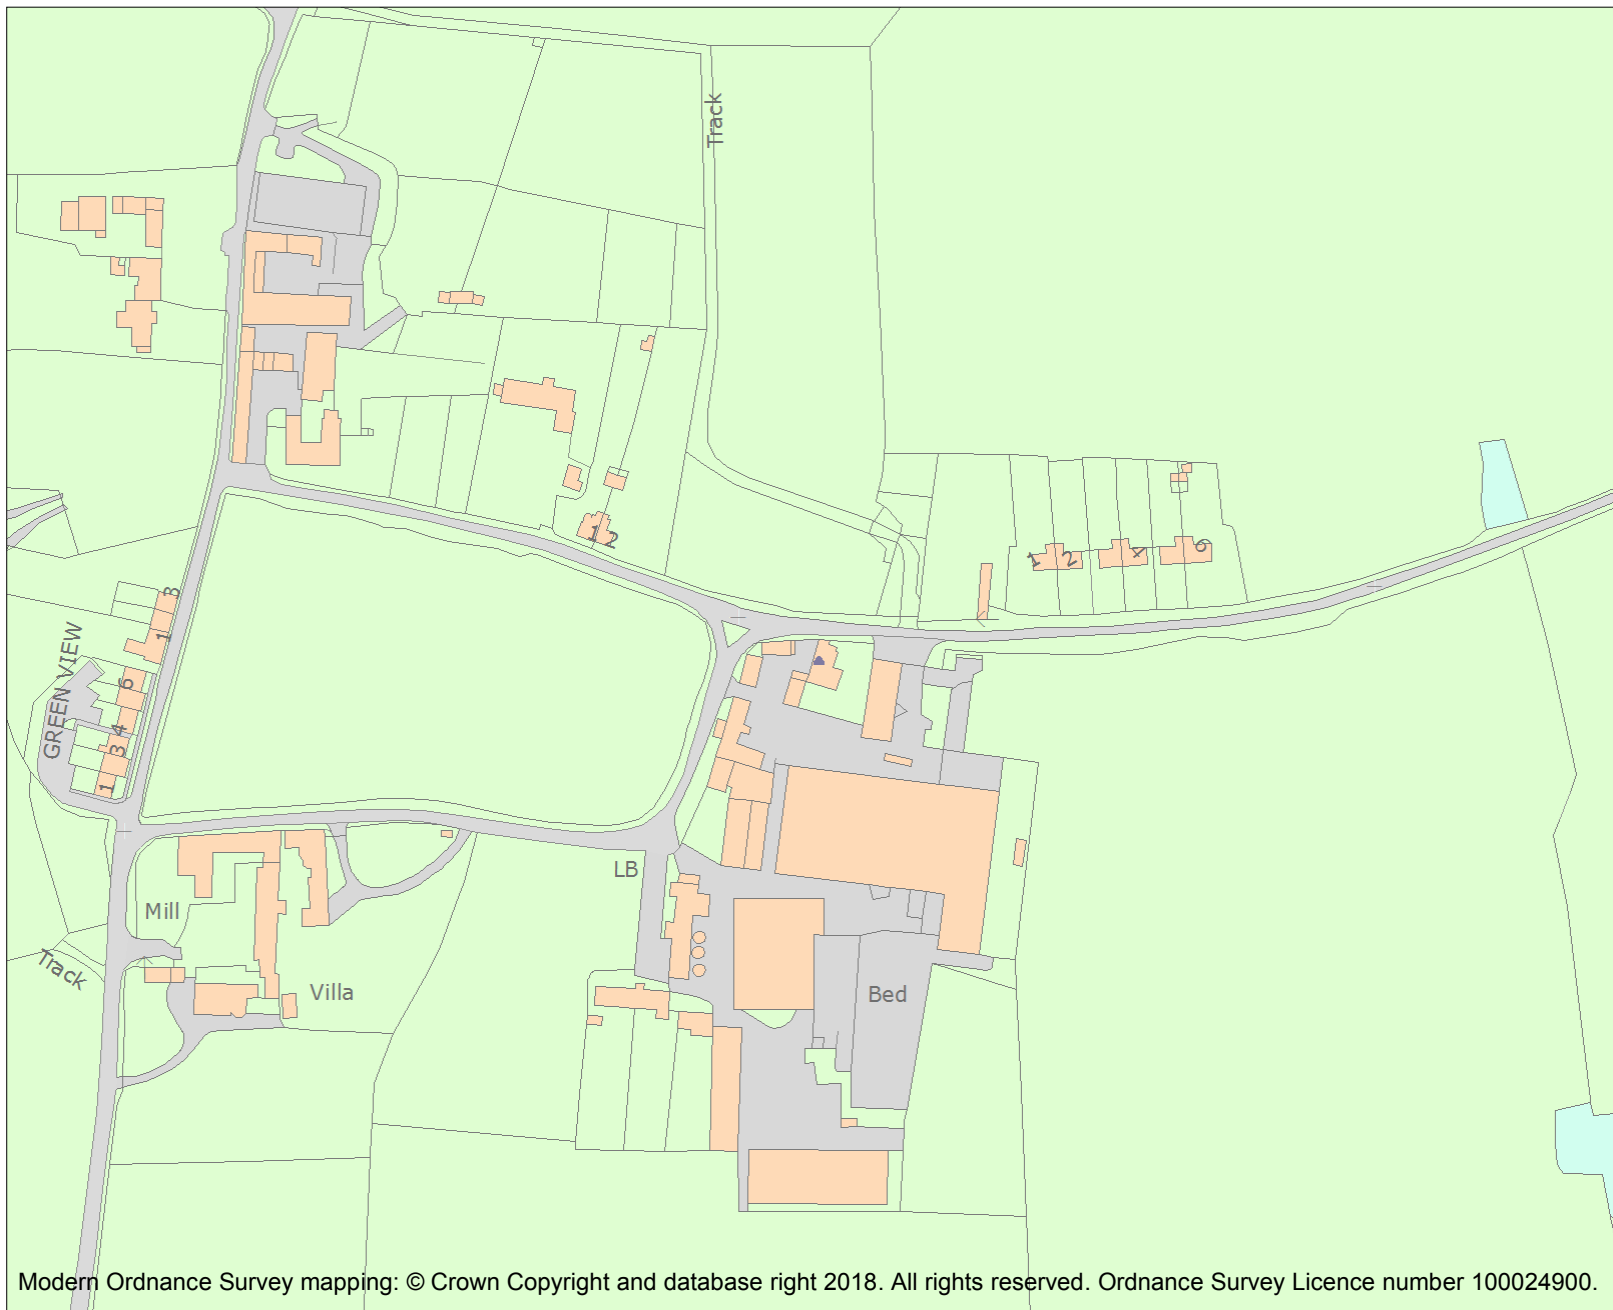 Track
1 2
1
2
4
6
3
1
GREEN VIEW
6
4
3
1
LB
Mill
Track
Villa
Bed
Modern Ordnance Survey mapping: © Crown Copyright and database right 2018. All rights reserved. Ordnance Survey Licence number 100024900.